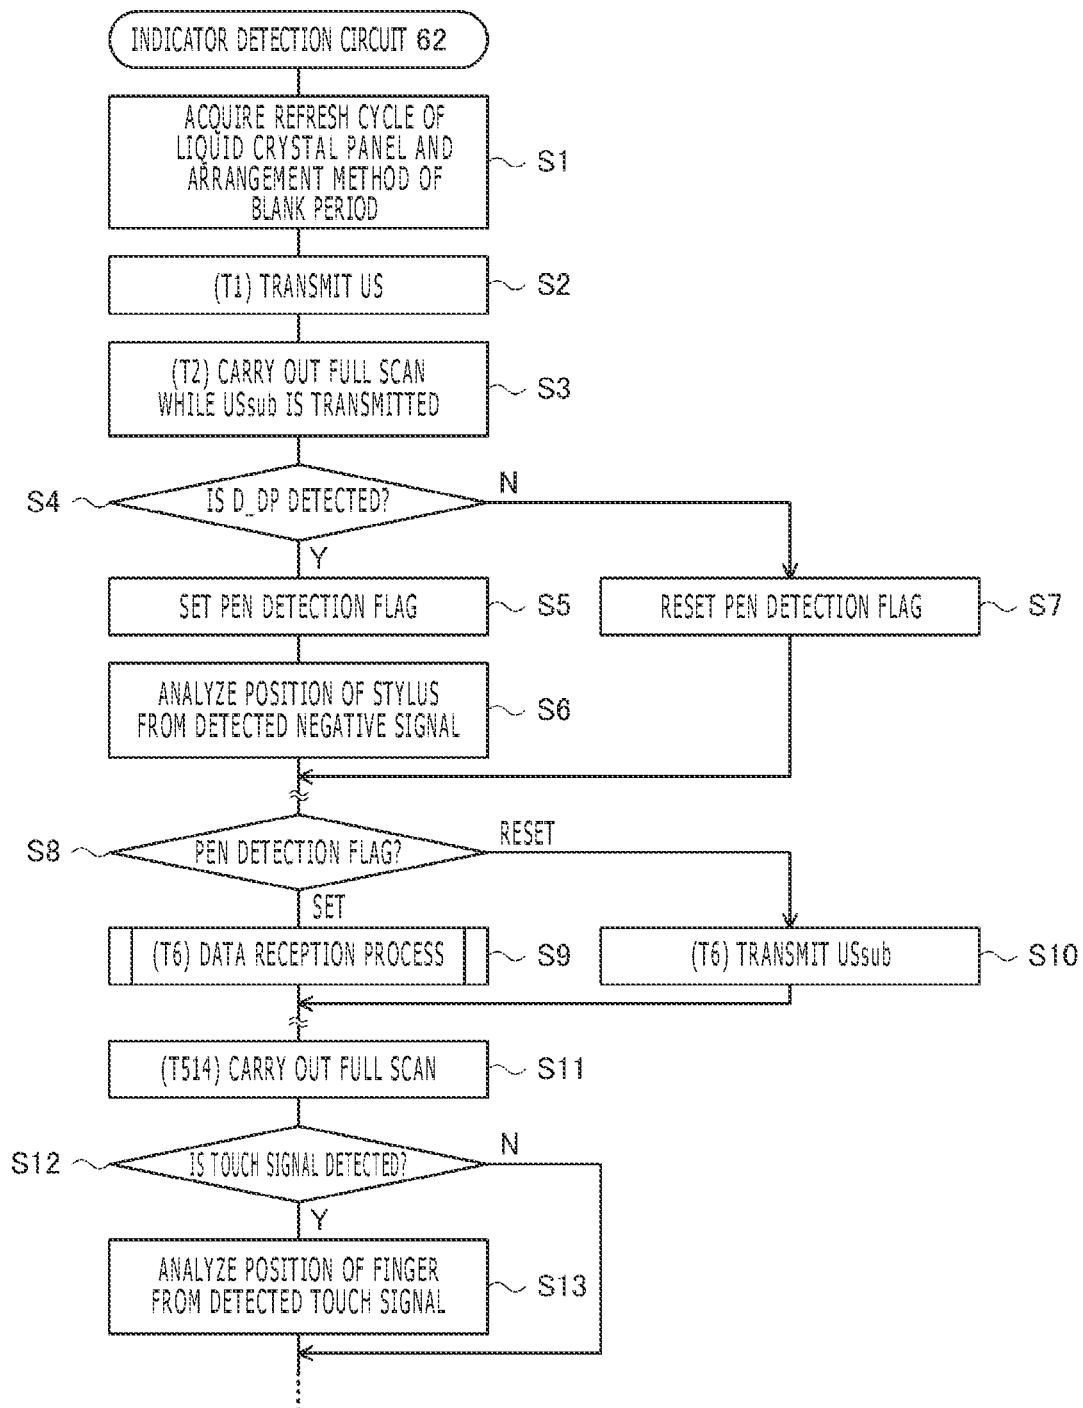 INDICATOR DETECTION CIRCUIT 62
ACQUIRE REFRESH CYCLE OF
LIQUID CRYSTAL PANEL AND
ARRANGEMENT METHOD OF
BLANK PERIOD
S1
(T1) TRANSMIT US
S2
(T2) CARRY OUT FULL SCAN
WHILE USsub IS TRANSMITTED
S3
S4
IS D_DP DETECTED?
N
Y
SET PEN DETECTION FLAG
S5
RESET PEN DETECTION FLAG
S7
ANALYZE POSITION OF STYLUS
FROM DETECTED NEGATIVE SIGNAL
S6
S8
PEN DETECTION FLAG?
RESET
SET
(T6) DATA RECEPTION PROCESS
S9
(T6) TRANSMIT USsub
S10
(T514) CARRY OUT FULL SCAN
S11
S12
IS TOUCH SIGNAL DETECTED?
N
Y
ANALYZE POSITION OF FINGER
FROM DETECTED TOUCH SIGNAL
S13